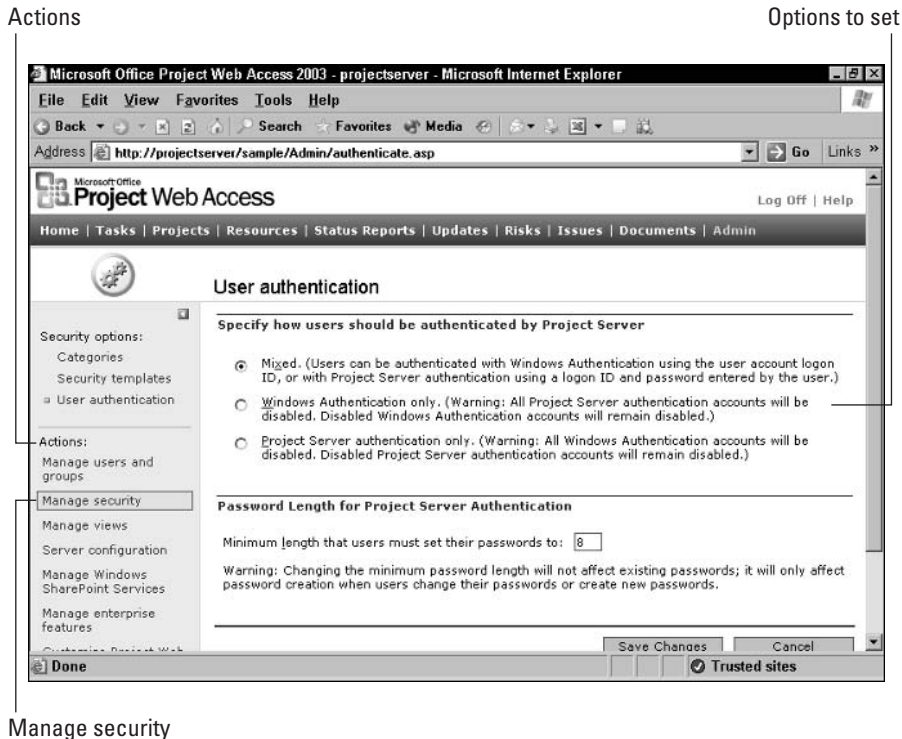 Actions
Options to set
Microsoft Office Project Web Access 2003 - projectserver - Microsoft Internet Explorer
File Edit View Favorites Tools Help
Back Search Favorites Media
Address http://projectserver/sample/Admin/authenticate.asp Go Links »
Microsoft Office
Project Web Access
Log Off | Help
Home | Tasks | Projects | Resources | Status Reports | Updates | Risks | Issues | Documents | Admin
User authentication
Security options:
Categories
Security templates
User authentication
Actions:
Manage users and
groups
Manage security
Manage views
Server configuration
Manage Windows
SharePoint Services
Manage enterprise
features
Specify how users should be authenticated by Project Server
Mixed. (Users can be authenticated with Windows Authentication using the user account logon
ID, or with Project Server authentication using a logon ID and password entered by the user.)
Windows Authentication only. (Warning: All Project Server authentication accounts will be
disabled. Disabled Windows Authentication accounts will remain disabled.)
Project Server authentication only. (Warning: All Windows Authentication accounts will be
disabled. Disabled Project Server authentication accounts will remain disabled.)
Password Length for Project Server Authentication
Minimum length that users must set their passwords to: 8
Warning: Changing the minimum password length will not affect existing passwords; it will only affect
password creation when users change their passwords or create new passwords.
Save Changes Cancel
Done
Trusted sites
Manage security